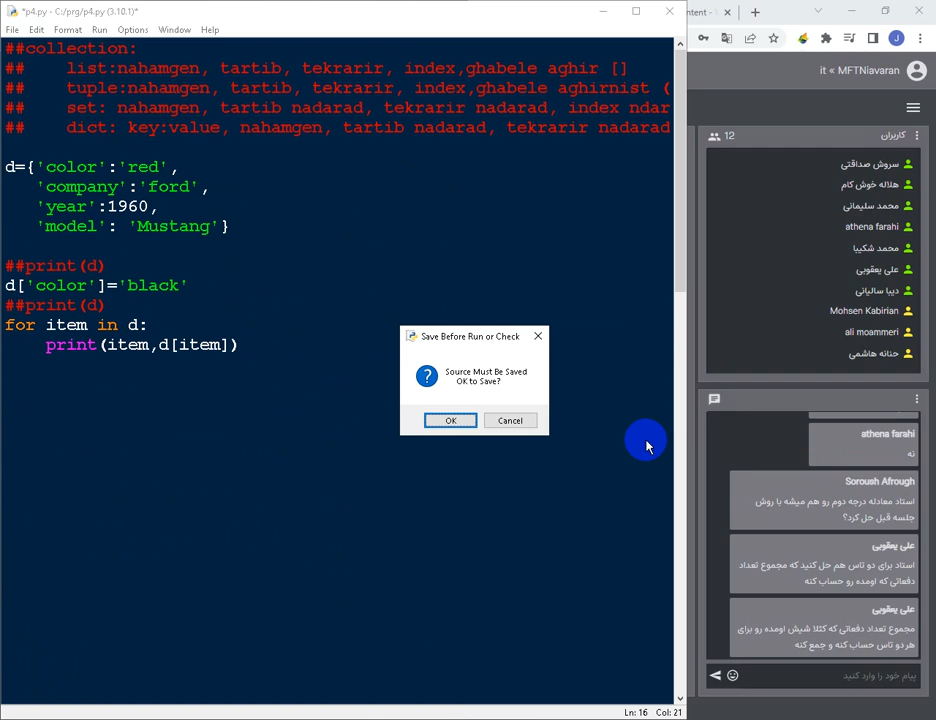 *p4.py - C:/prg/p4.py (3.10.1)*
File Edit Format Run Options Window Help
##collection:
## list:nahamgen, tartib, tekrarir, index,ghabele aghir []
## tuple:nahamgen, tartib, tekrarir, index,ghabele aghirnist (
## set: nahamgen, tartib nadarad, tekrarir nadarad, index ndar
## dict: key:value, nahamgen, tartib nadarad, tekrarir nadarad
d={'color':'red',
'company':'ford',
'year':1960,
'model': 'Mustang'}
##print(d)
d['color']='black'
##print(d)
for item in d:
print(item,d[item])
Save Before Run or Check
Source Must Be Saved
OK to Save?
OK Cancel
Ln: 16 Col: 21
ntent -
J
it « MFTNiavaran
12
کاربران
سروش صداقتی
هلاله خوش کام
محمد سلیمانی
athena farahi
محمد شکیبا
علی یعقوبی
دیبا سالیانی
Mohsen Kabirian
ali moammeri
حنانه هاشمی
athena farahi
نه
Soroush Afrough
استاد معادله درجه دوم رو هم میشه با روش
جلسه قبل حل کرد؟
علی یعقوبی
استاد برای دو تاس هم حل کنید که مجموع تعداد
دفعاتی که اومده رو حساب کنه
علی یعقوبی
مجموع تعداد دفعاتی که کثلا شیش اومده رو برای
هر دو تاس حساب کنه و جمع کنه
پیام خود را وارد کنید